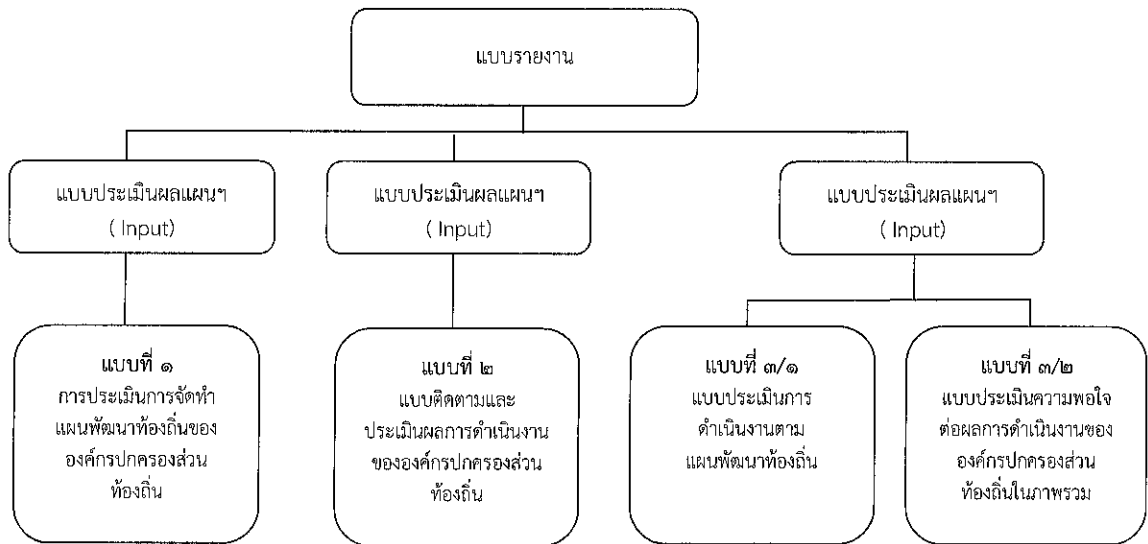 แบบรายงาน
แบบประเมินผลแผนฯ
( Input)
แบบประเมินผลแผนฯ
( Input)
แบบประเมินผลแผนฯ
( Input)
แบบที่ ๑
การประเมินการจัดทำ
แผนพัฒนาท้องถิ่นของ
องค์กรปกครองส่วน
ท้องถิ่น
แบบที่ ๒
แบบติดตามและ
ประเมินผลการดำเนินงาน
ขององค์กรปกครองส่วน
ท้องถิ่น
แบบที่ ๓/๑
แบบประเมินการ
ดำเนินงานตาม
แผนพัฒนาท้องถิ่น
แบบที่ ๓/๒
แบบประเมินความพอใจ
ต่อผลการดำเนินงานของ
องค์กรปกครองส่วน
ท้องถิ่นในภาพรวม